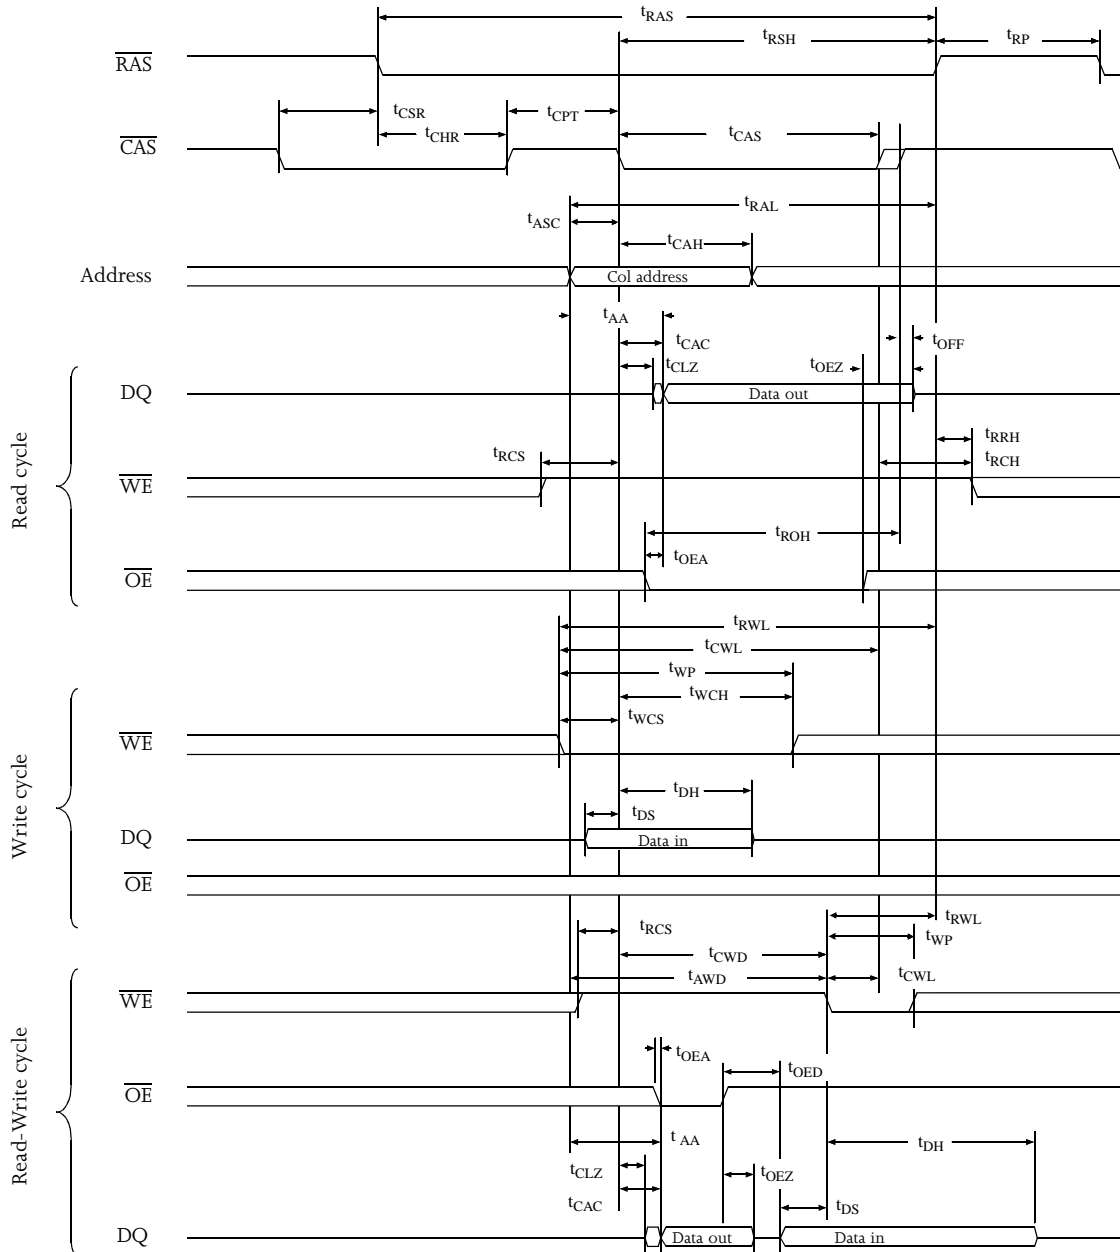 tRAS
tRSH
tRP
RAS
tCSR
tCPT
tCHR
tCAS
CAS
tRAL
tASC
tCAH
Address
Col address
tAA
tCAC
tOFF
tCLZ
tOEZ
DQ
Data out
tRRH
tRCS
tRCH
WE
Read cycle
tROH
tOEA
OE
tRWL
tCWL
tWP
tWCH
tWCS
WE
Write cycle
tDH
tDS
DQ
Data in
OE
tRWL
tRCS
tWP
tCWD
tAWD
tCWL
WE
tOEA
tOED
OE
Read-Write cycle
tAA
tDH
tCLZ
tOEZ
tCAC
tDS
DQ
Data out
Data in